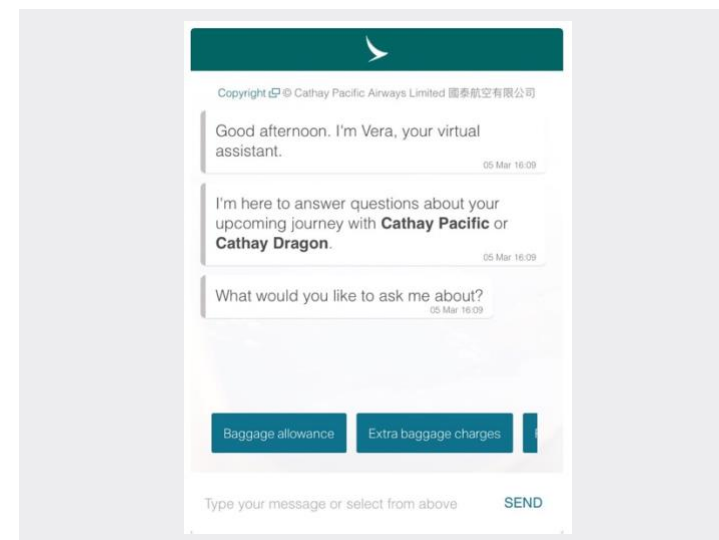 Copyright © Cathay Pacific Airways Limited 國泰航空有限公司
Good afternoon. I'm Vera, your virtual
assistant.
05 Mar 16:09
I'm here to answer questions about your
upcoming journey with Cathay Pacific or
Cathay Dragon.
05 Mar 16:09
What would you like to ask me about?
05 Mar 16:09
Baggage allowance Extra baggage charges
Type your message or select from above SEND